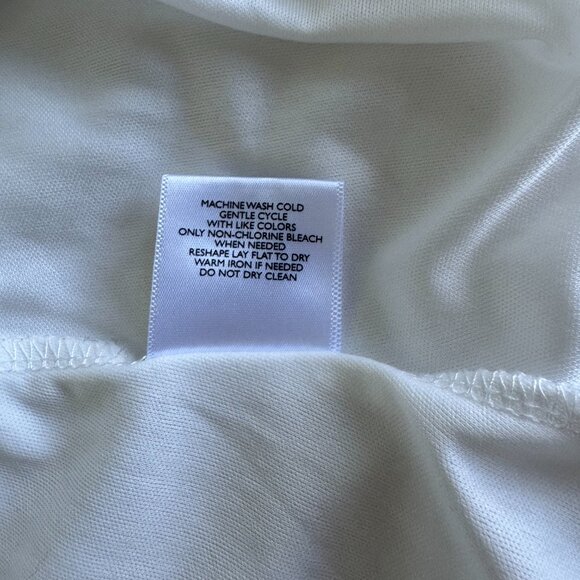 MACHINE WASH COLD
GENTLE CYCLE
WITH LIKE COLORS
ONLY NON-CHLORINE BLEACH
WHEN NEEDED
RESHAPE LAY FLAT TO DRY
WARM IRON IF NEEDED
DO NOT DRY CLEAN